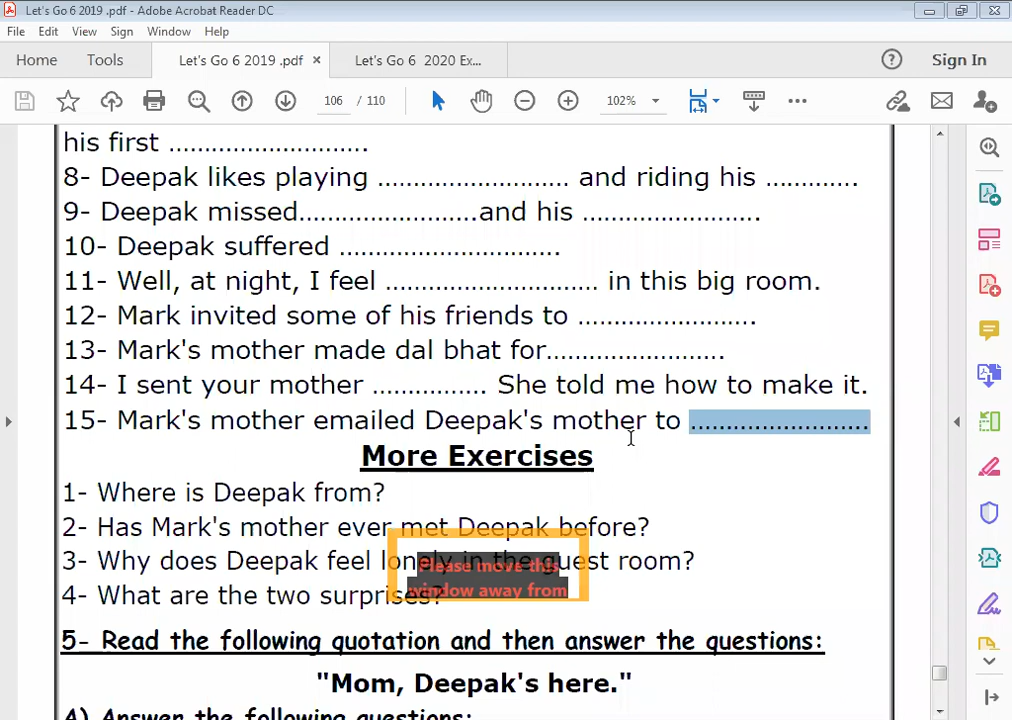 Let's Go 6 2019 .pdf - Adobe Acrobat Reader DC
File Edit View Sign Window Help
Home Tools Let's Go 6 2019 .pdf × Let's Go 6 2020 Ex... Sign In
106 / 110 102%
his first ...........................
8- Deepak likes playing .......................... and riding his .............
9- Deepak missed........................and his ........................
10- Deepak suffered ..............................
11- Well, at night, I feel ............................. in this big room.
12- Mark invited some of his friends to ........................
13- Mark's mother made dal bhat for........................
14- I sent your mother ............... She told me how to make it.
15- Mark's mother emailed Deepak's mother to ........................
More Exercises
1- Where is Deepak from?
2- Has Mark's mother ever met Deepak before?
3- Why does Deepak feel lonely in the guest room?
Please move this
window away from
4- What are the two surprises?
5- Read the following quotation and then answer the questions:
"Mom, Deepak's here."
A) Answer the following questions: